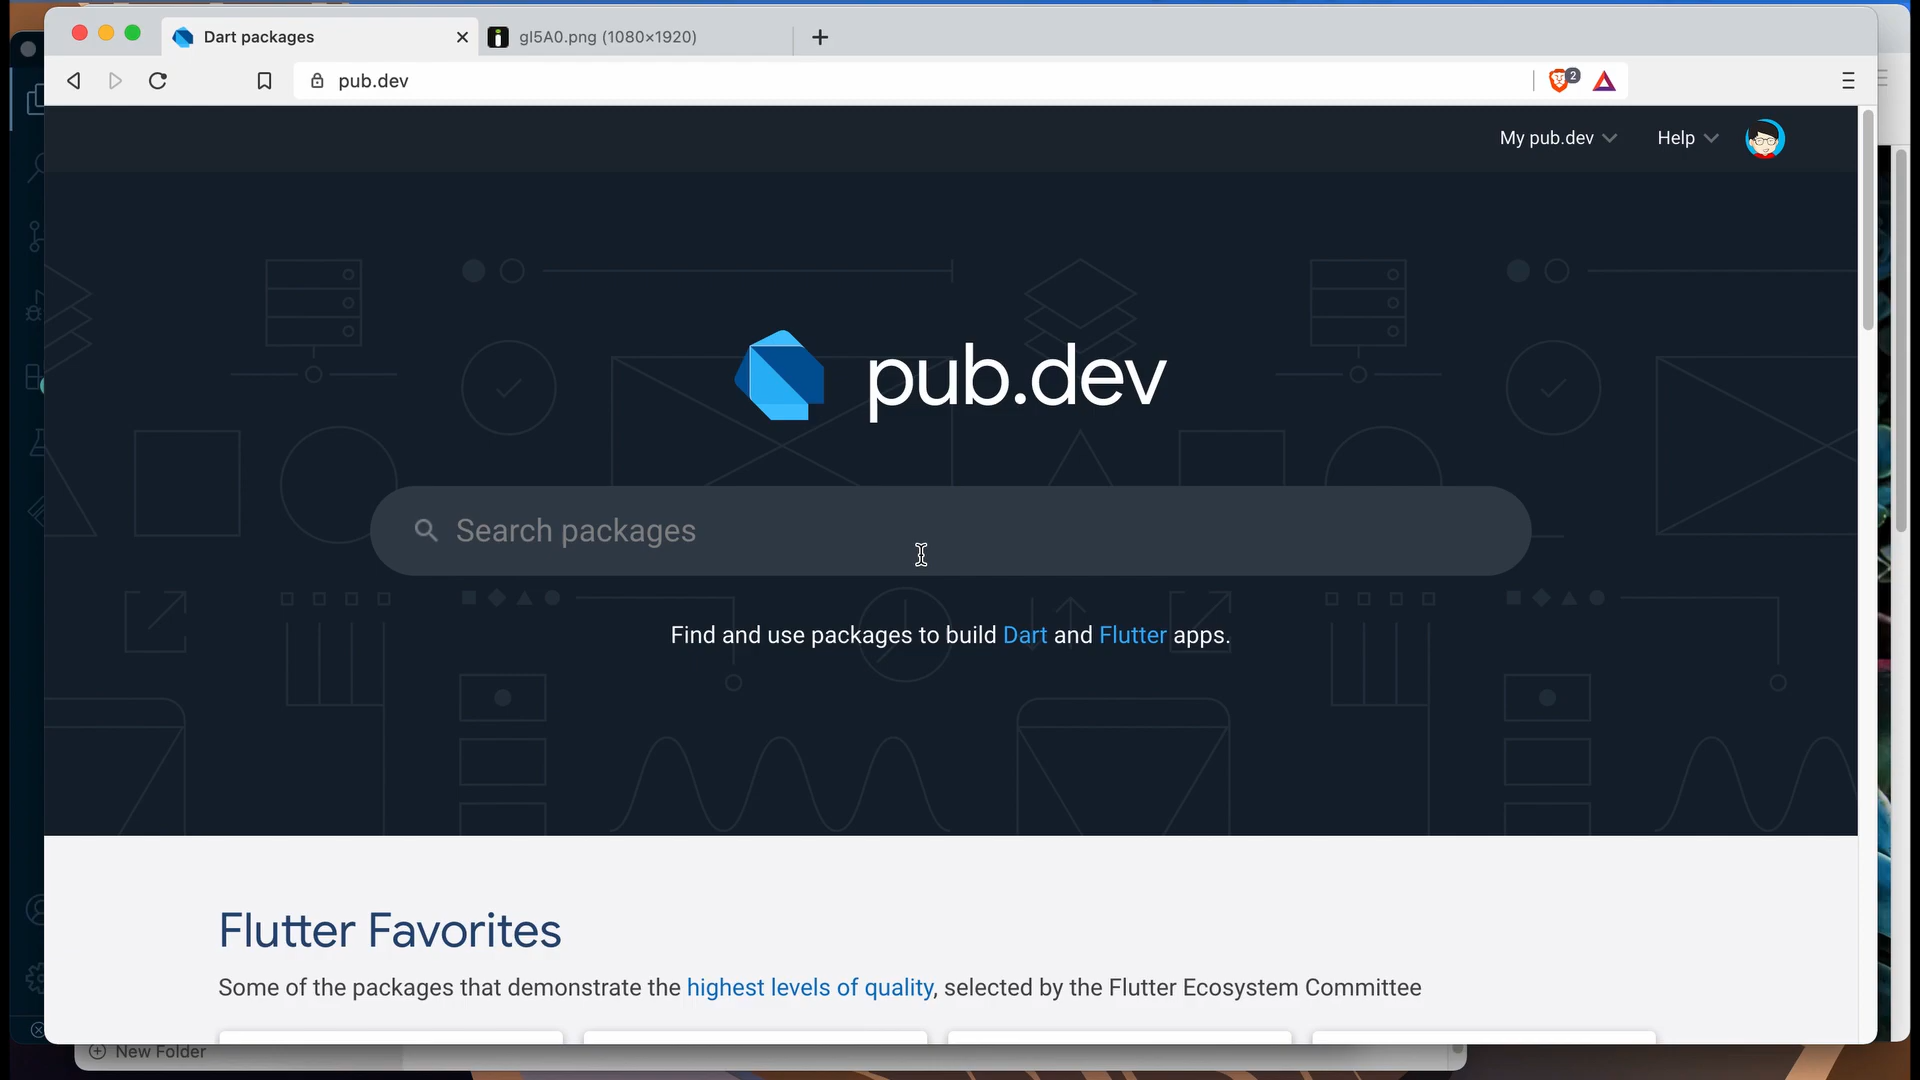 Dart packages
gI5A0.png (1080×1920)
pub.dev
2
My pub.dev
Help
pub.dev
Search packages
Find and use packages to build Dart and Flutter apps.
Flutter Favorites
Some of the packages that demonstrate the highest levels of quality, selected by the Flutter Ecosystem Committee
New Folder